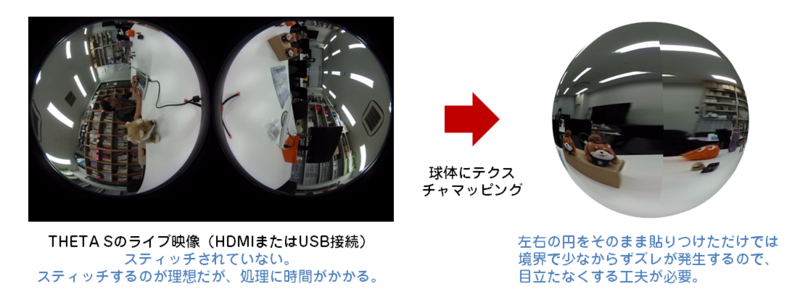 球体にテクス
チャマッピング
THETA Sのライブ映像（HDMIまたはUSB接続）
スティッチされていない。
スティッチするのが理想だが、処理に時間がかかる。
左右の円をそのまま貼りつけただけでは
境界で少なからずズレが発生するので、
目立たなくする工夫が必要。